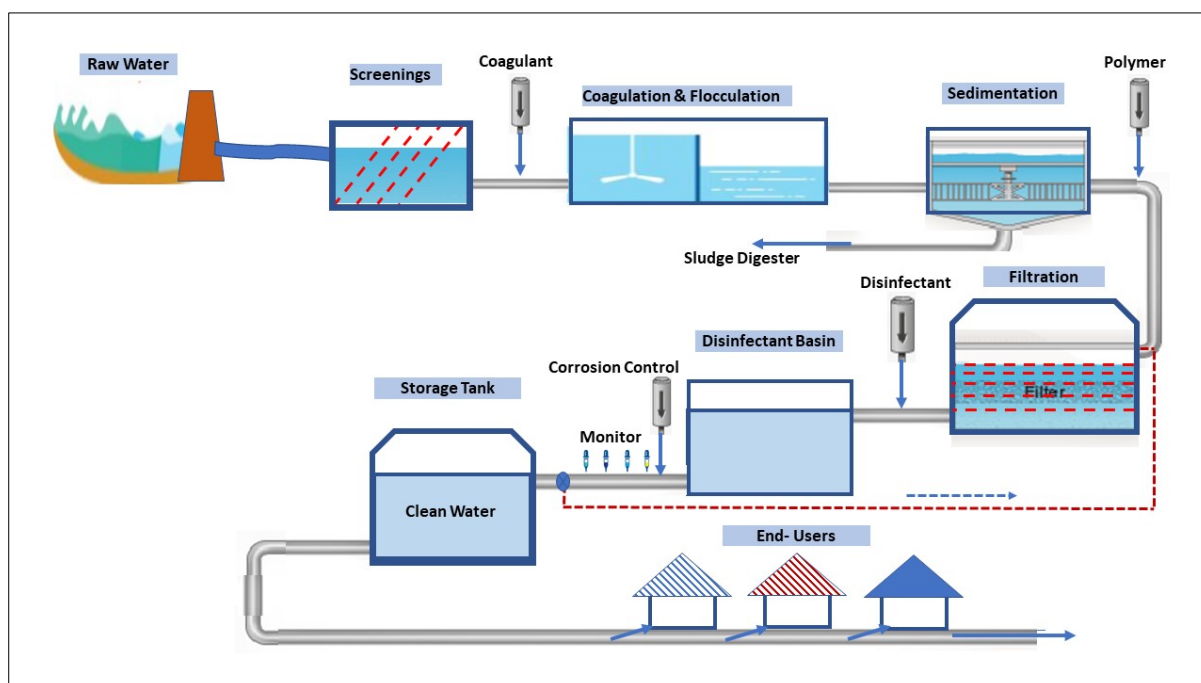 Raw Water
Screenings
Coagulant
Coagulation & Flocculation
Sedimentation
Polymer
Sludge Digester
Filtration
Disinfectant
Filter
Disinfectant Basin
Corrosion Control
Storage Tank
Monitor
Clean Water
End- Users